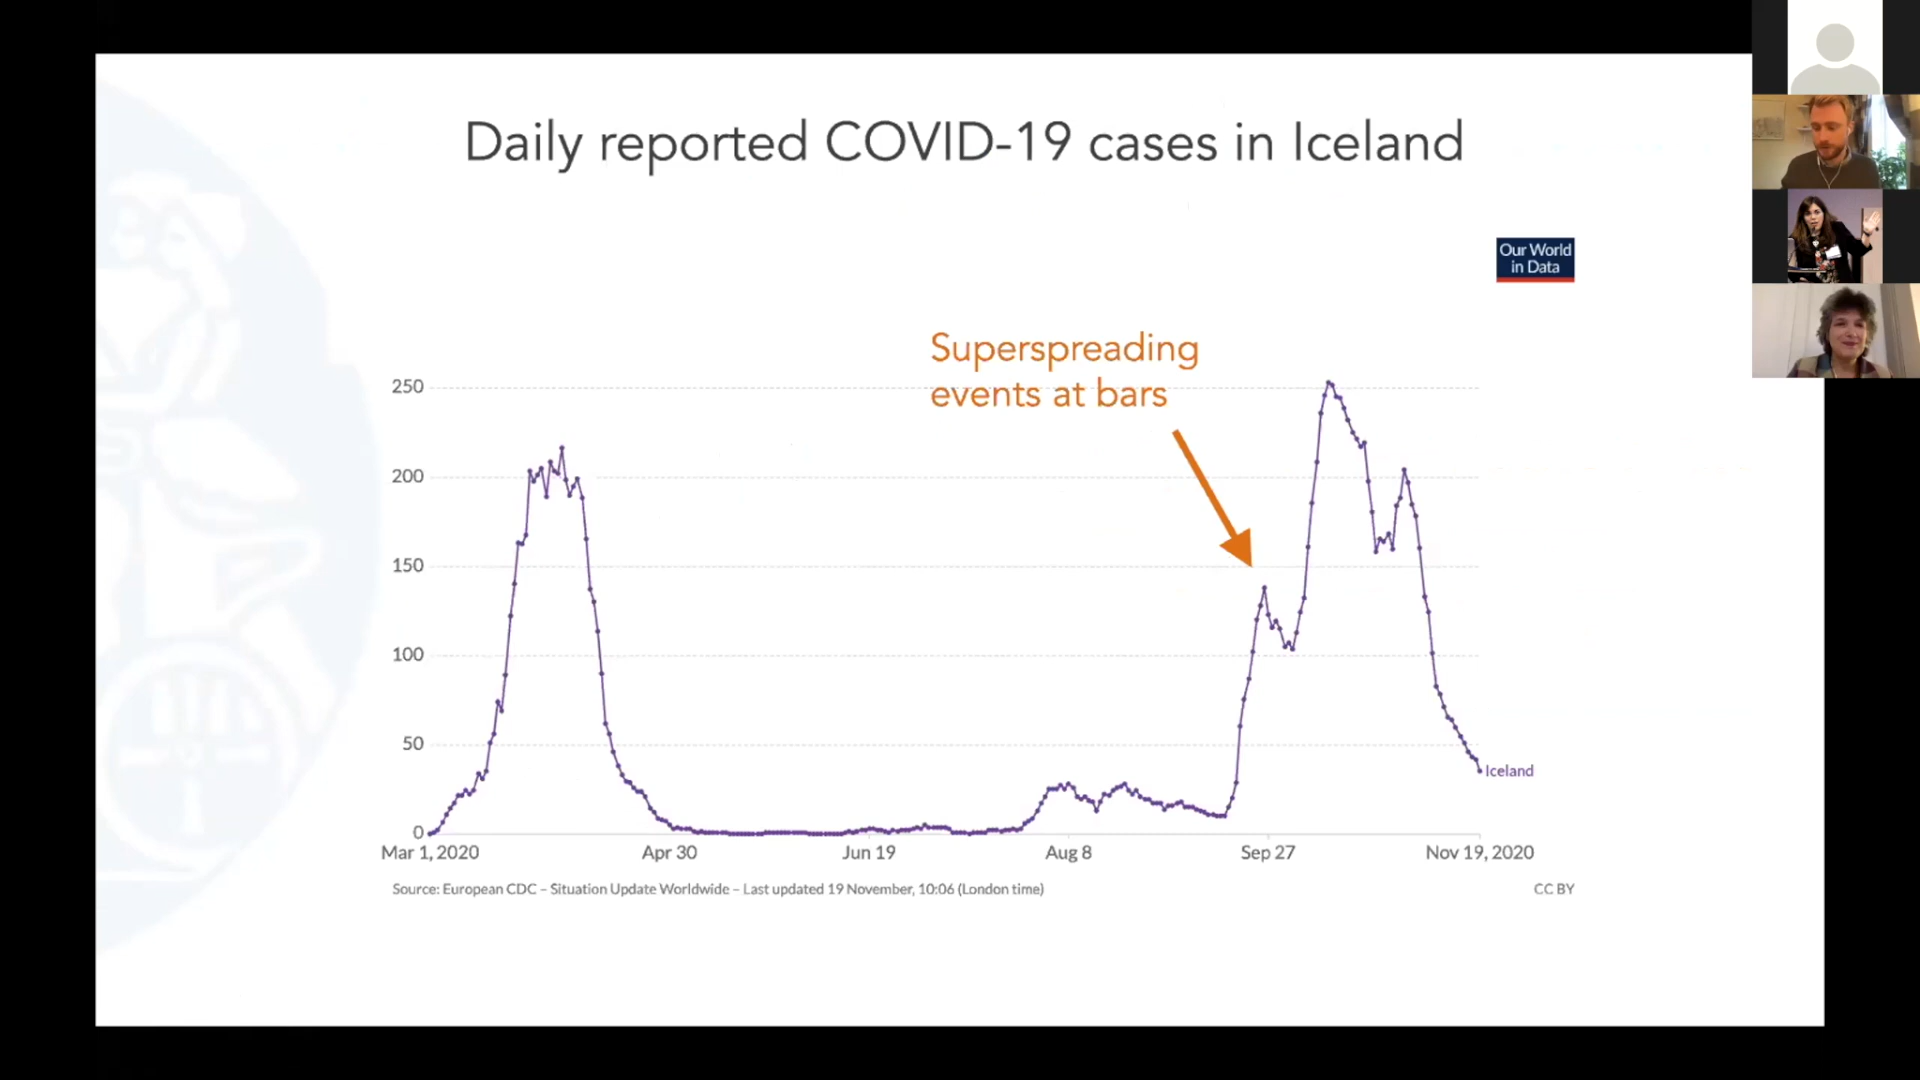 Daily reported COVID-19 cases in Iceland
Our World
in Data
Superspreading
events at bars
250
200
150
100
50
0
Iceland
Mar 1, 2020
Apr 30
Jun 19
Aug 8
Sep 27
Nov 19, 2020
Source: European CDC – Situation Update Worldwide – Last updated 19 November, 10:06 (London time)
CC BY